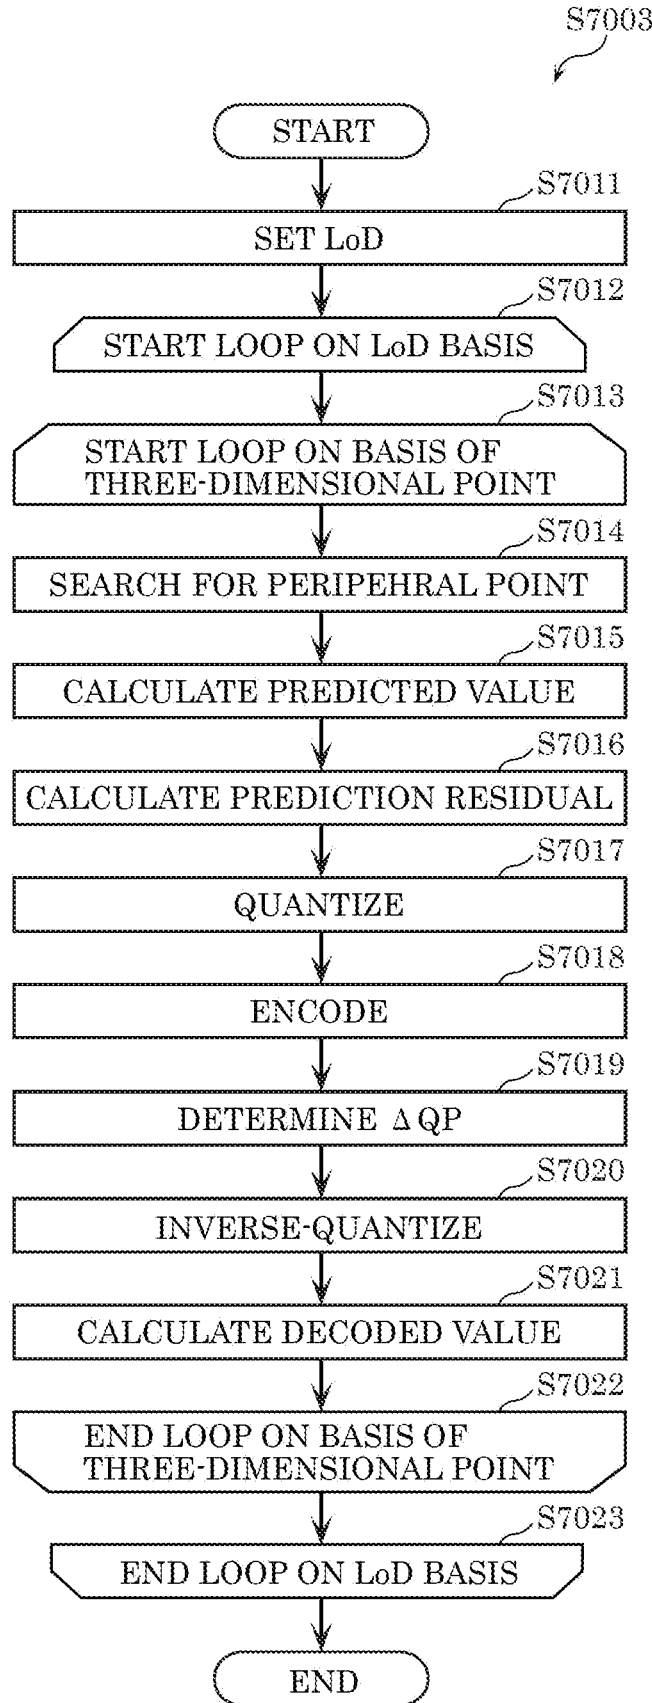 S7003
START
S7011
SET LoD
S7012
START LOOP ON LoD BASIS
S7013
START LOOP ON BASIS OF
THREE-DIMENSIONAL POINT
S7014
SEARCH FOR PERIPEHRAL POINT
S7015
CALCULATE PREDICTED VALUE
S7016
CALCULATE PREDICTION RESIDUAL
S7017
QUANTIZE
S7018
ENCODE
S7019
DETERMINE Δ QP
S7020
INVERSE-QUANTIZE
S7021
CALCULATE DECODED VALUE
S7022
END LOOP ON BASIS OF
THREE-DIMENSIONAL POINT
S7023
END LOOP ON LoD BASIS
END